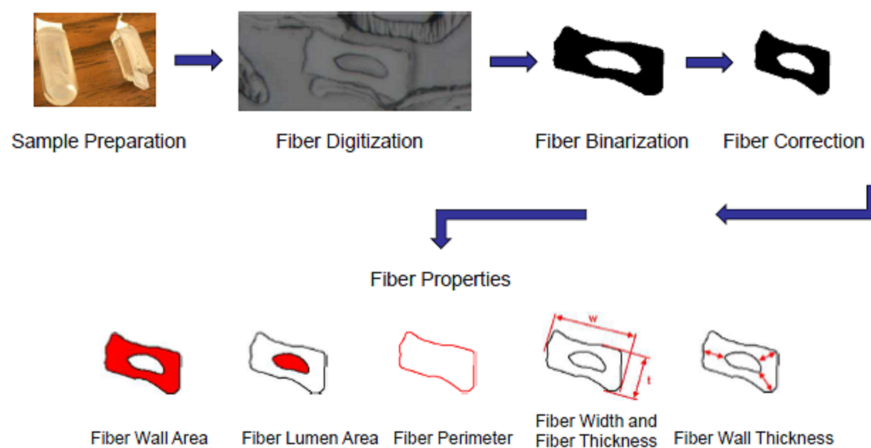 Sample Preparation
Fiber Digitization
Fiber Binarization
Fiber Correction
Fiber Properties
w
t
Fiber Wall Area
Fiber Lumen Area
Fiber Perimeter
Fiber Width and
Fiber Thickness
Fiber Wall Thickness